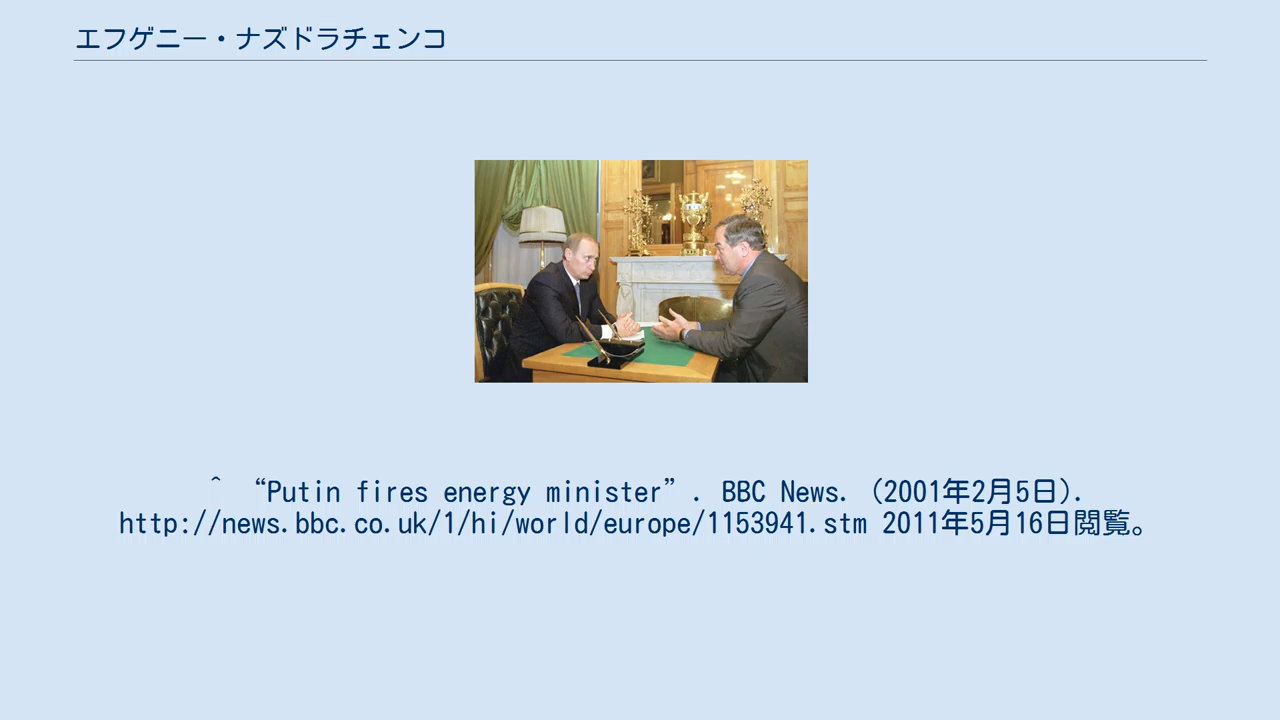 エフゲニー・ナズドラチェンコ
^ “Putin fires energy minister”. BBC News. (2001年2月5日).
http://news.bbc.co.uk/1/hi/world/europe/1153941.stm 2011年5月16日閲覧。